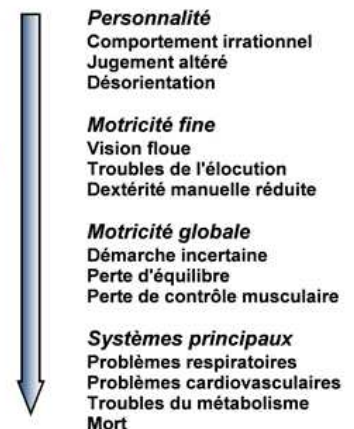 Personnalité
Comportement irrationnel
Jugement altéré
Désorientation
Motricité fine
Vision floue
Troubles de l'élocution
Dextérité manuelle réduite
Motricité globale
Démarche incertaine
Perte d'équilibre
Perte de contrôle musculaire
Systèmes principaux
Problèmes respiratoires
Problèmes cardiovasculaires
Troubles du métabolisme
Mort